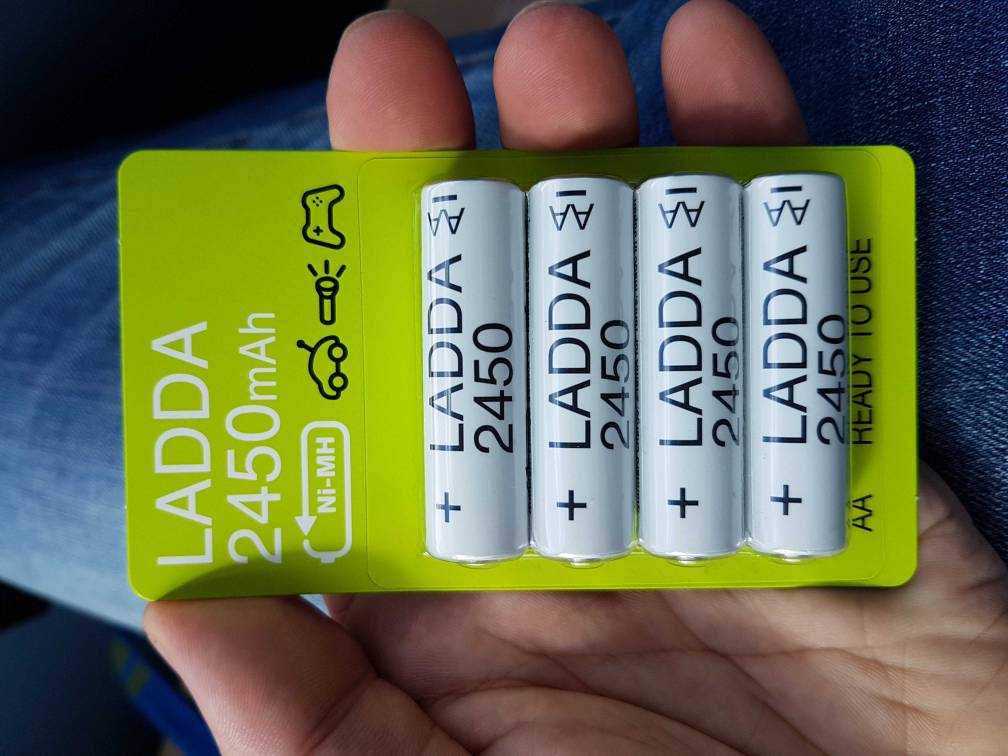 LADDA
2450mAh
Ni-MH
AA
+ LADDA
2450
AA
+ LADDA
2450
AA
+ LADDA
2450
AA
+ LADDA
2450
AA READY TO USE